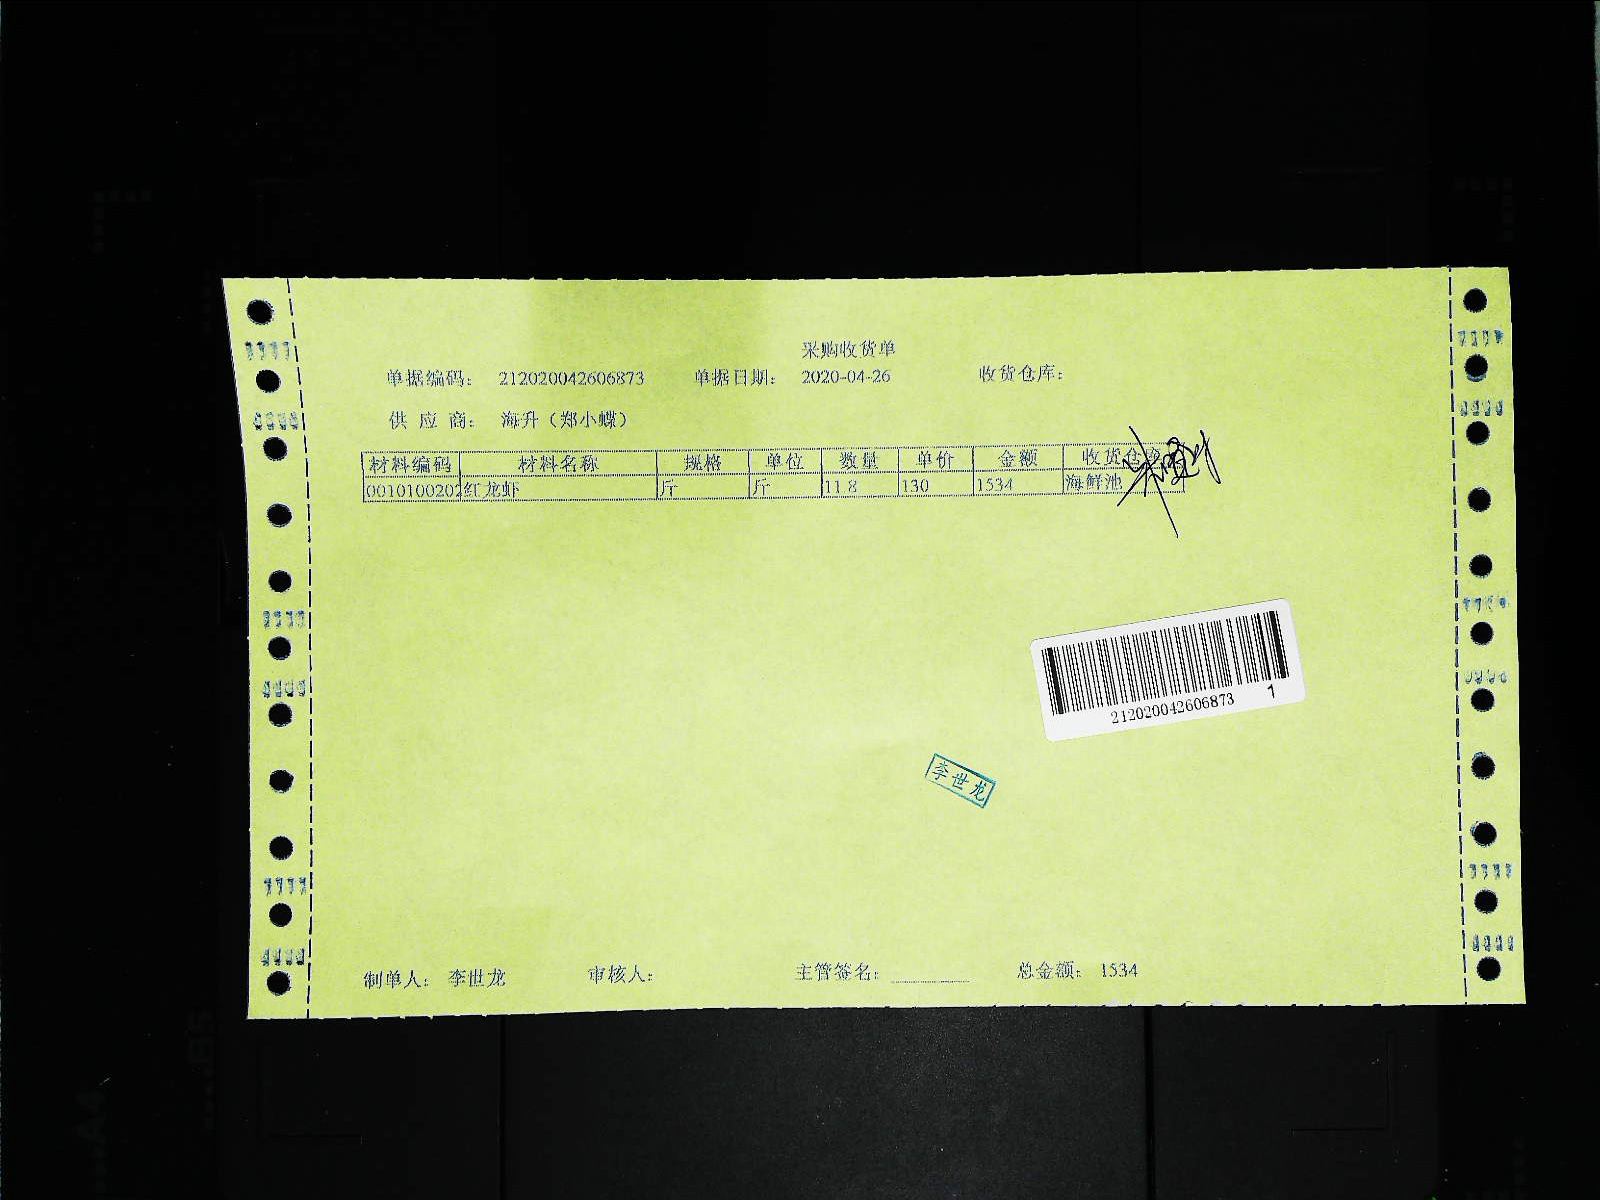 采购收货单
单据编码： 212020042606873 单据日期： 2020-04-26 收货仓库：
供 应 商： 海升（郑小蝶）
材料编码 材料名称 规格 单位 数量 单价 金额 收货仓库
0010100202 红龙虾 斤 斤 11.8 130 1534 海鲜池
212020042606873 1
李世龙
制单人： 李世龙 审核人： 主管签名： 总金额： 1534